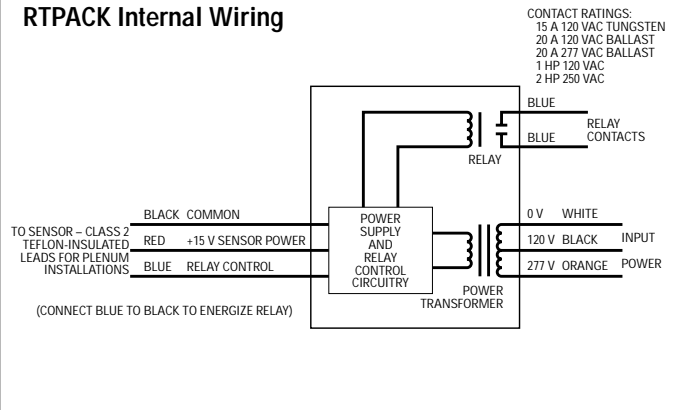 RTPACK Internal Wiring
CONTACT RATINGS:
15 A 120 VAC TUNGSTEN
20 A 120 VAC BALLAST
20 A 277 VAC BALLAST
1 HP 120 VAC
2 HP 250 VAC
BLUE
BLUE
RELAY
CONTACTS
RELAY
TO SENSOR – CLASS 2
TEFLON-INSULATED
LEADS FOR PLENUM
INSTALLATIONS
BLACK COMMON
RED +15 V SENSOR POWER
BLUE RELAY CONTROL
(CONNECT BLUE TO BLACK TO ENERGIZE RELAY)
POWER
SUPPLY
AND
RELAY
CONTROL
CIRCUITRY
POWER
TRANSFORMER
0 V WHITE
120 V BLACK
277 V ORANGE
INPUT
POWER